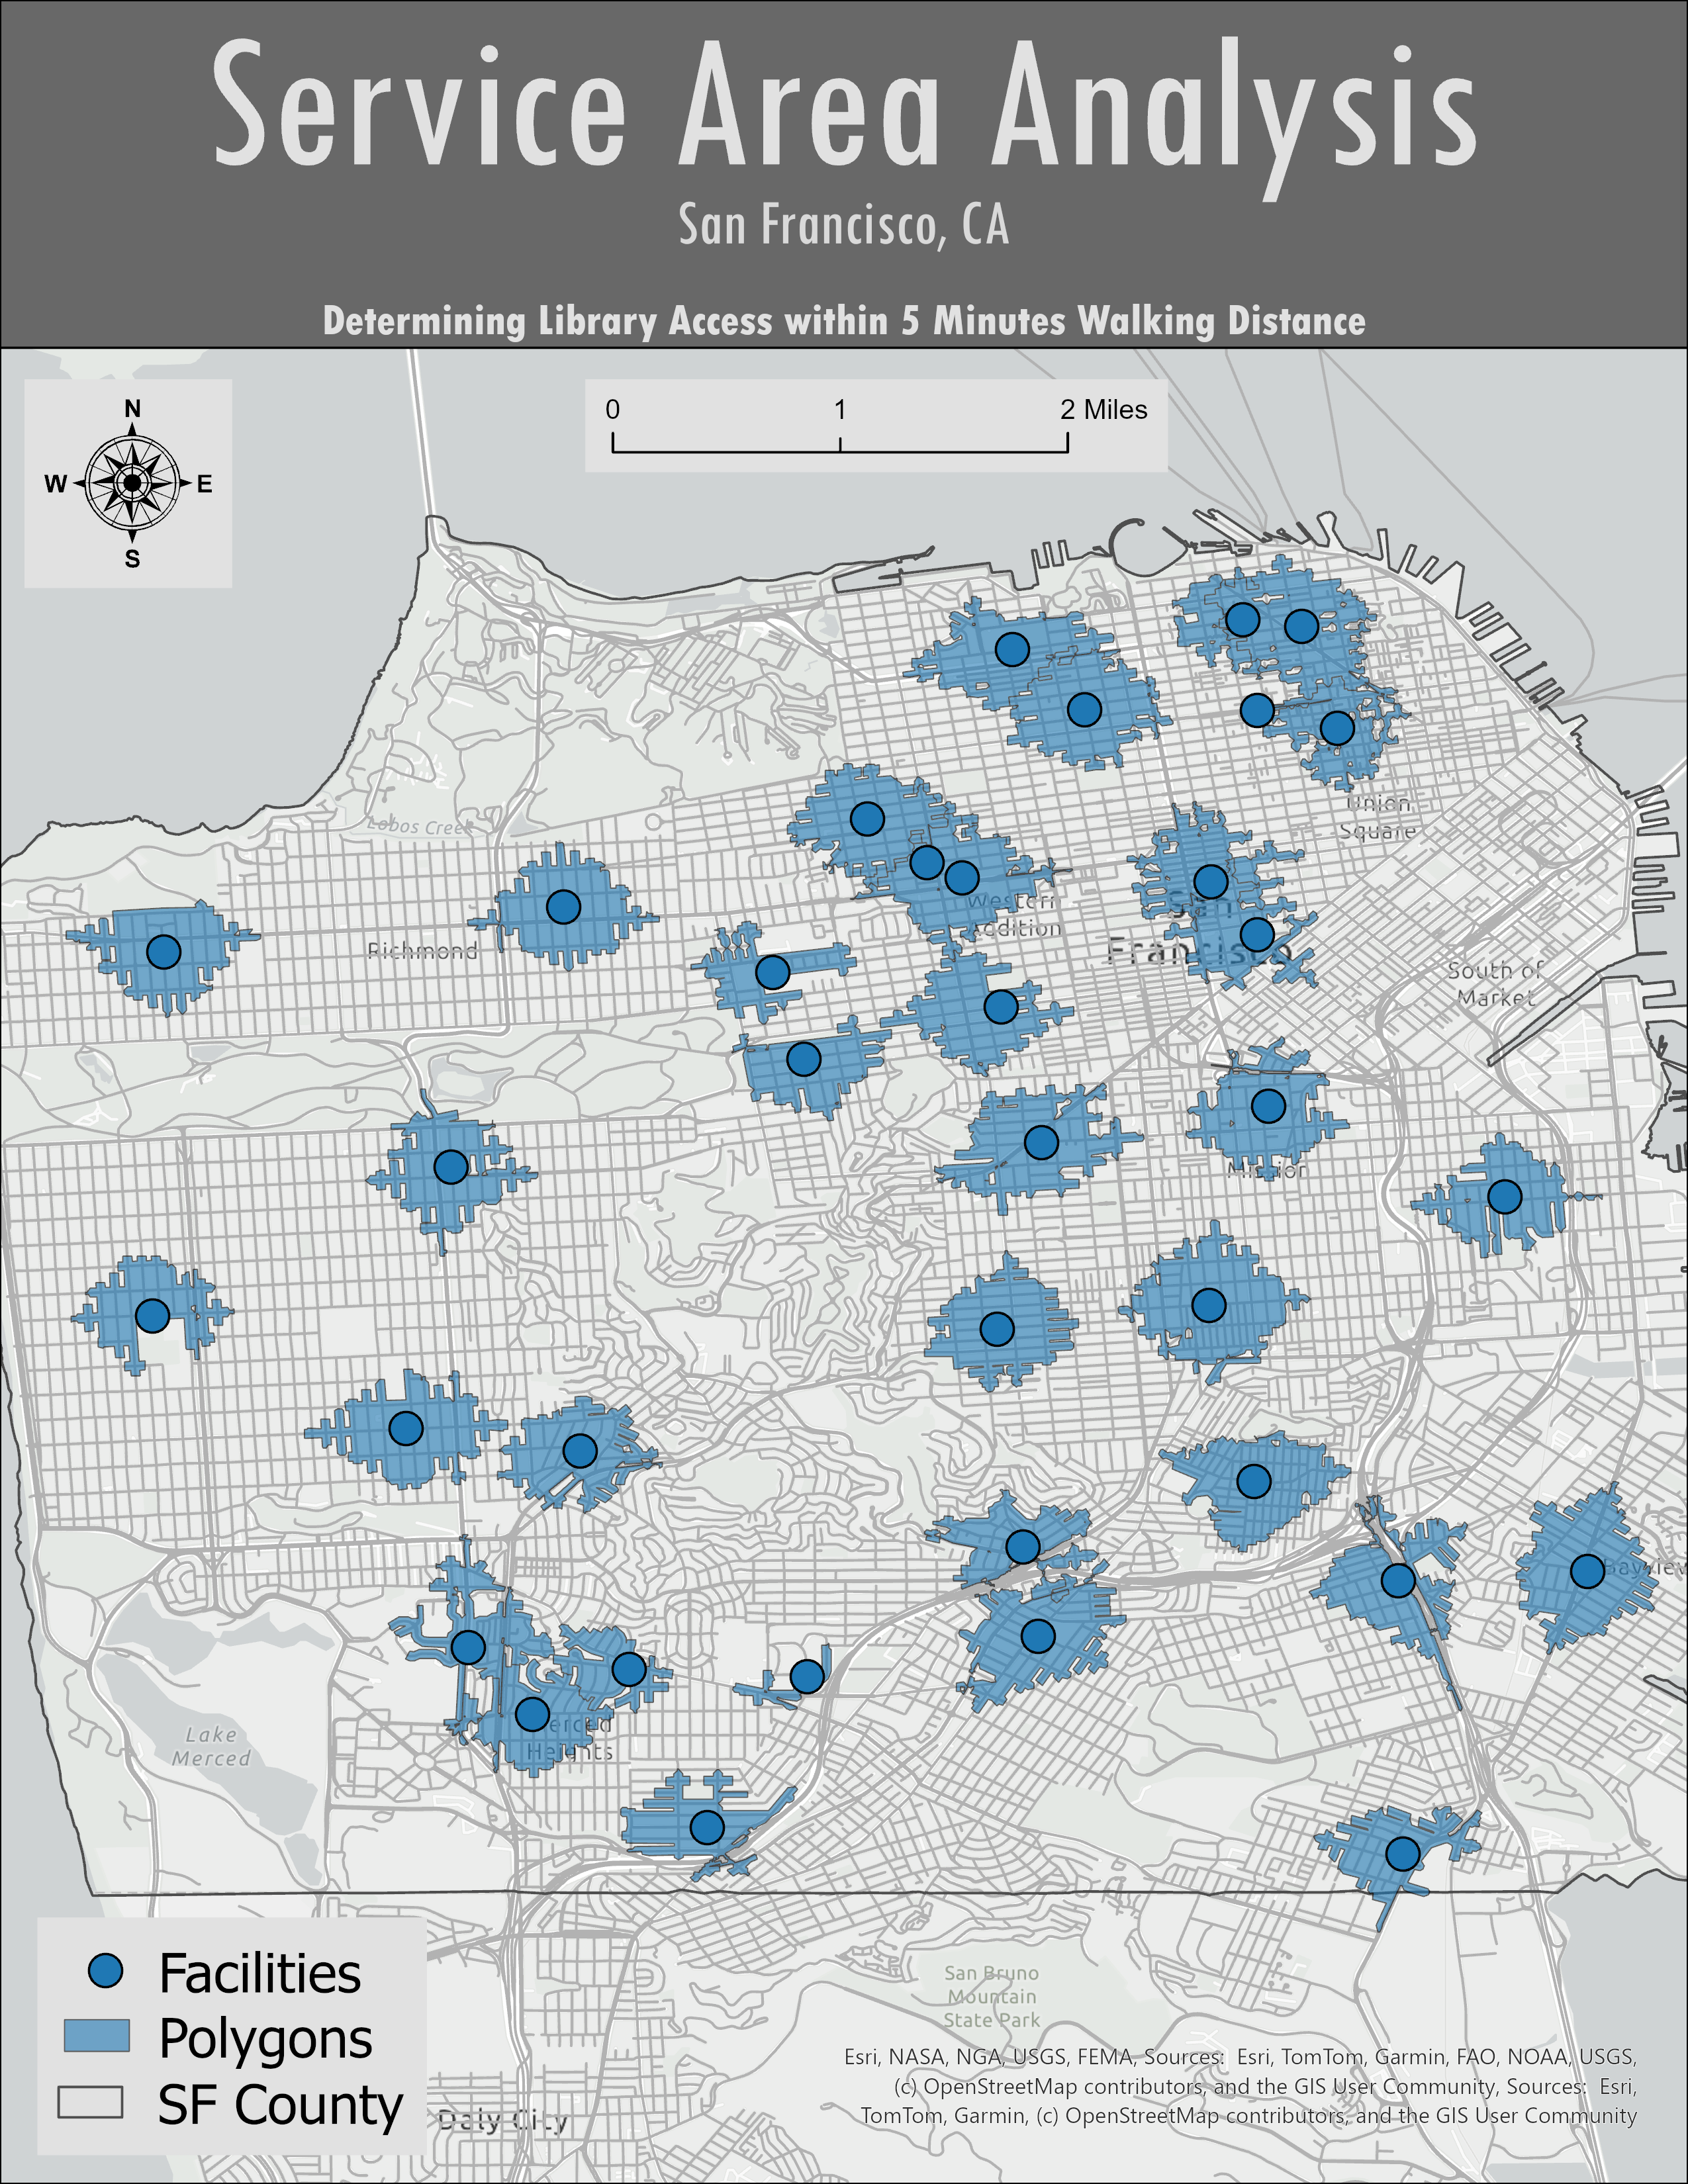 Service Area Analysis
San Francisco, CA
Determining Library Access within 5 Minutes Walking Distance
N
W E
S
0 1 2 Miles
Lobos Creek
Union
Square
Richmond
Western
Addition
San
Francisco
South of
Market
Mission
Bayview
Lake
Merced
Merced
Heights
San Bruno
Mountain
State Park
Daly City
Facilities
Polygons
SF County
Esri, NASA, NGA, USGS, FEMA, Sources: Esri, TomTom, Garmin, FAO, NOAA, USGS,
(c) OpenStreetMap contributors, and the GIS User Community, Sources: Esri,
TomTom, Garmin, (c) OpenStreetMap contributors, and the GIS User Community